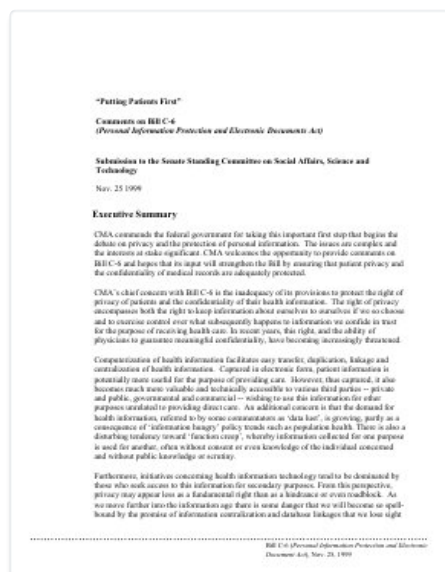 "Putting Patients First"
Comments on Bill C-6
(Personal Information Protection and Electronic Documents Act)
Submission to the Senate Standing Committee on Social Affairs, Science and
Technology
Nov. 25 1999
Executive Summary
CMA commends the federal government for taking this important first step that begins the
debate on privacy and the protection of personal information. The issues are complex and
the interests at stake significant. CMA welcomes the opportunity to provide comments on
Bill C-6 and hopes that its input will strengthen the Bill by ensuring that patient privacy and
the confidentiality of medical records are adequately protected.
CMA's chief concern with Bill C-6 is the inadequacy of its provisions to protect the right of
privacy of patients and the confidentiality of their health information. The right of privacy
encompasses both the right to keep information about ourselves to ourselves if we so choose
and to exercise control over what subsequently happens to information we confide in trust
for the purpose of receiving health care. In recent years, this right, and the ability of
physicians to guarantee meaningful confidentiality, have become increasingly threatened.
Computerization of health information facilitates easy transfer, duplication, linkage and
centralization of health information. Captured in electronic form, patient information is
potentially more useful for the purpose of providing care. However, thus captured, it also
becomes much more valuable and technically accessible to various third parties -- private
and public, governmental and commercial -- wishing to use this information for other
purposes unrelated to providing direct care. An additional concern is that the demand for
health information, referred to by some commentators as 'data lust', is growing, partly as a
consequence of 'information hungry' policy trends such as population health. There is also a
disturbing tendency toward 'function creep', whereby information collected for one purpose
is used for another, often without consent or even knowledge of the individual concerned
and without public knowledge or scrutiny.
Furthermore, initiatives concerning health information technology tend to be dominated by
those who seek access to this information for secondary purposes. From this perspective,
privacy may appear less as a fundamental right than as a hindrance or even roadblock. As
we move farther into the information age there is some danger that we will become so spell-
bound by the promise of information centralization and database linkages that we lose sight
Bill C-6 (Personal Information Protection and Electronic
Document Act), Nov. 25, 1999